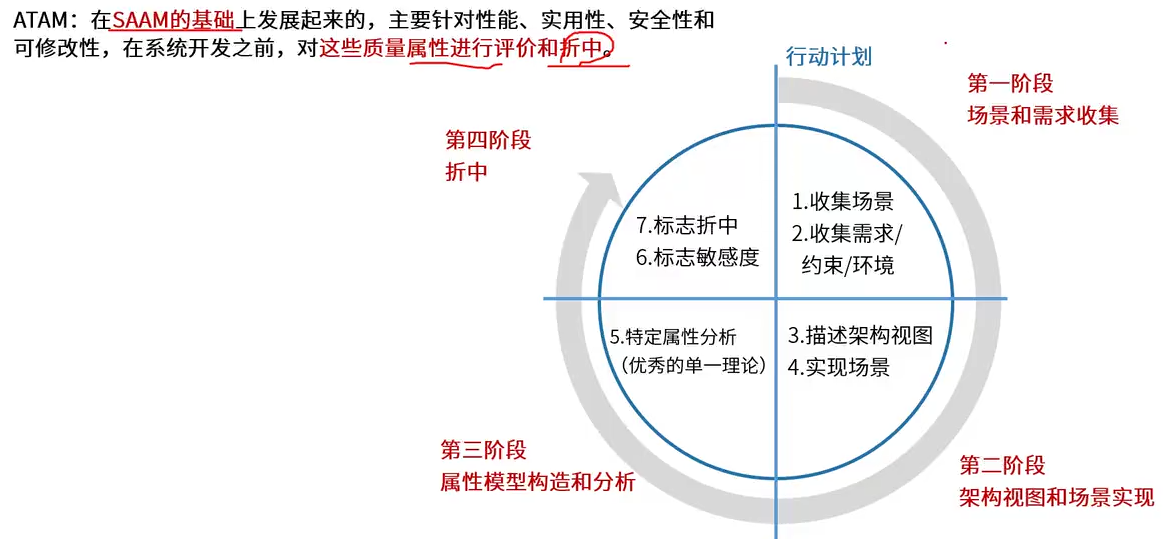 ATAM：在SAAM的基础上发展起来的，主要针对性能、实用性、安全性和
可修改性，在系统开发之前，对这些质量属性进行评价和折中。
行动计划
第一阶段
场景和需求收集
1.收集场景
2.收集需求/
约束/环境
第二阶段
架构视图和场景实现
3.描述架构视图
4.实现场景
第三阶段
属性模型构造和分析
5.特定属性分析
（优秀的单一理论）
第四阶段
折中
7.标志折中
6.标志敏感度